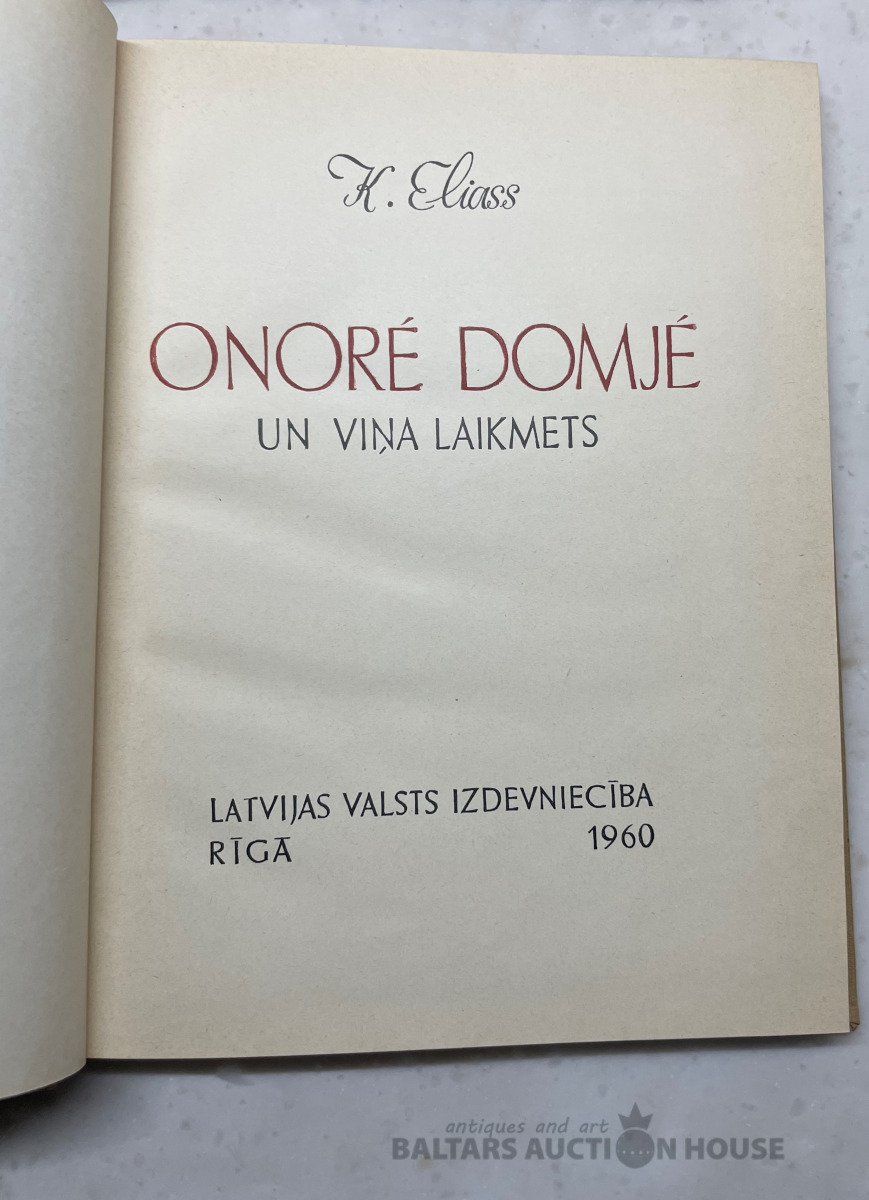 K. Eliass
ONORÉ DOMJÉ
UN VIŅA LAIKMETS
LATVIJAS VALSTS IZDEVNIECĪBA
RĪGĀ 1960
antiques and art
BALTARS AUCTION HOUSE